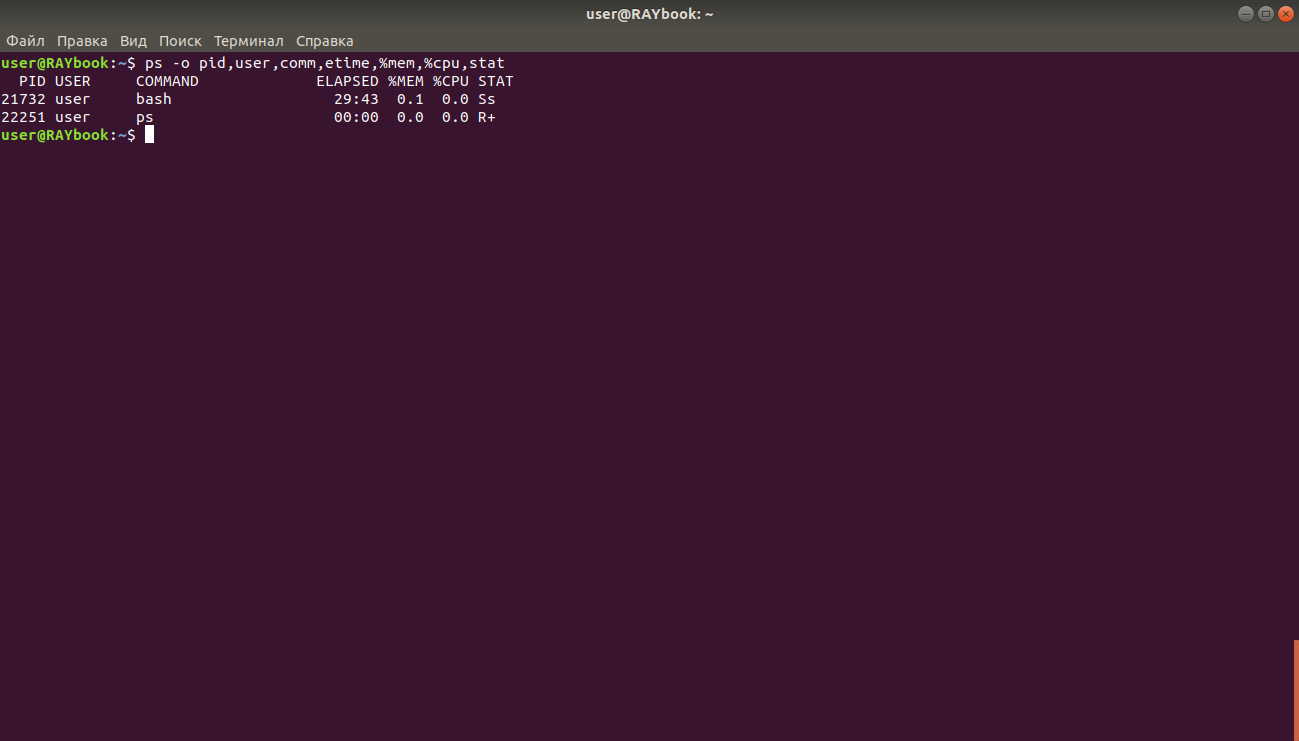 user@RAYbook: ~
Файл Правка Вид Поиск Терминал Справка
user@RAYbook:~$ ps -o pid,user,comm,etime,%mem,%cpu,stat
  PID USER     COMMAND             ELAPSED %MEM %CPU STAT
21732 user     bash                  29:43  0.1  0.0 Ss
22251 user     ps                    00:00  0.0  0.0 R+
user@RAYbook:~$